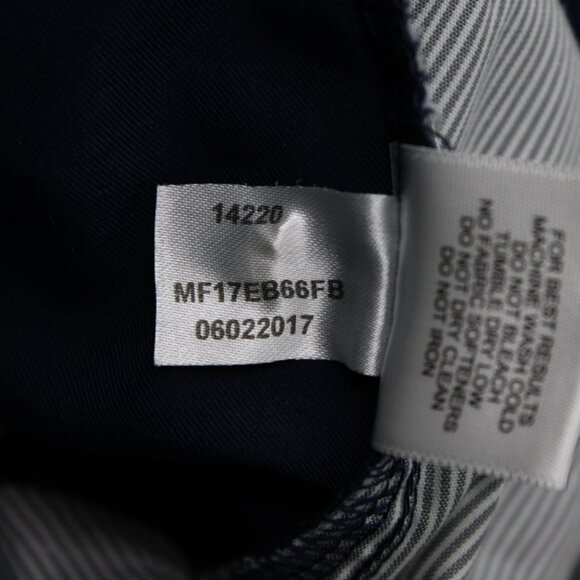 14220
MF17EB66FB
06022017
FOR BEST RESULTS
MACHINE WASH COLD
DO NOT BLEACH
TUMBLE DRY LOW
NO FABRIC SOFTENERS
DO NOT DRY CLEAN
DO NOT IRON